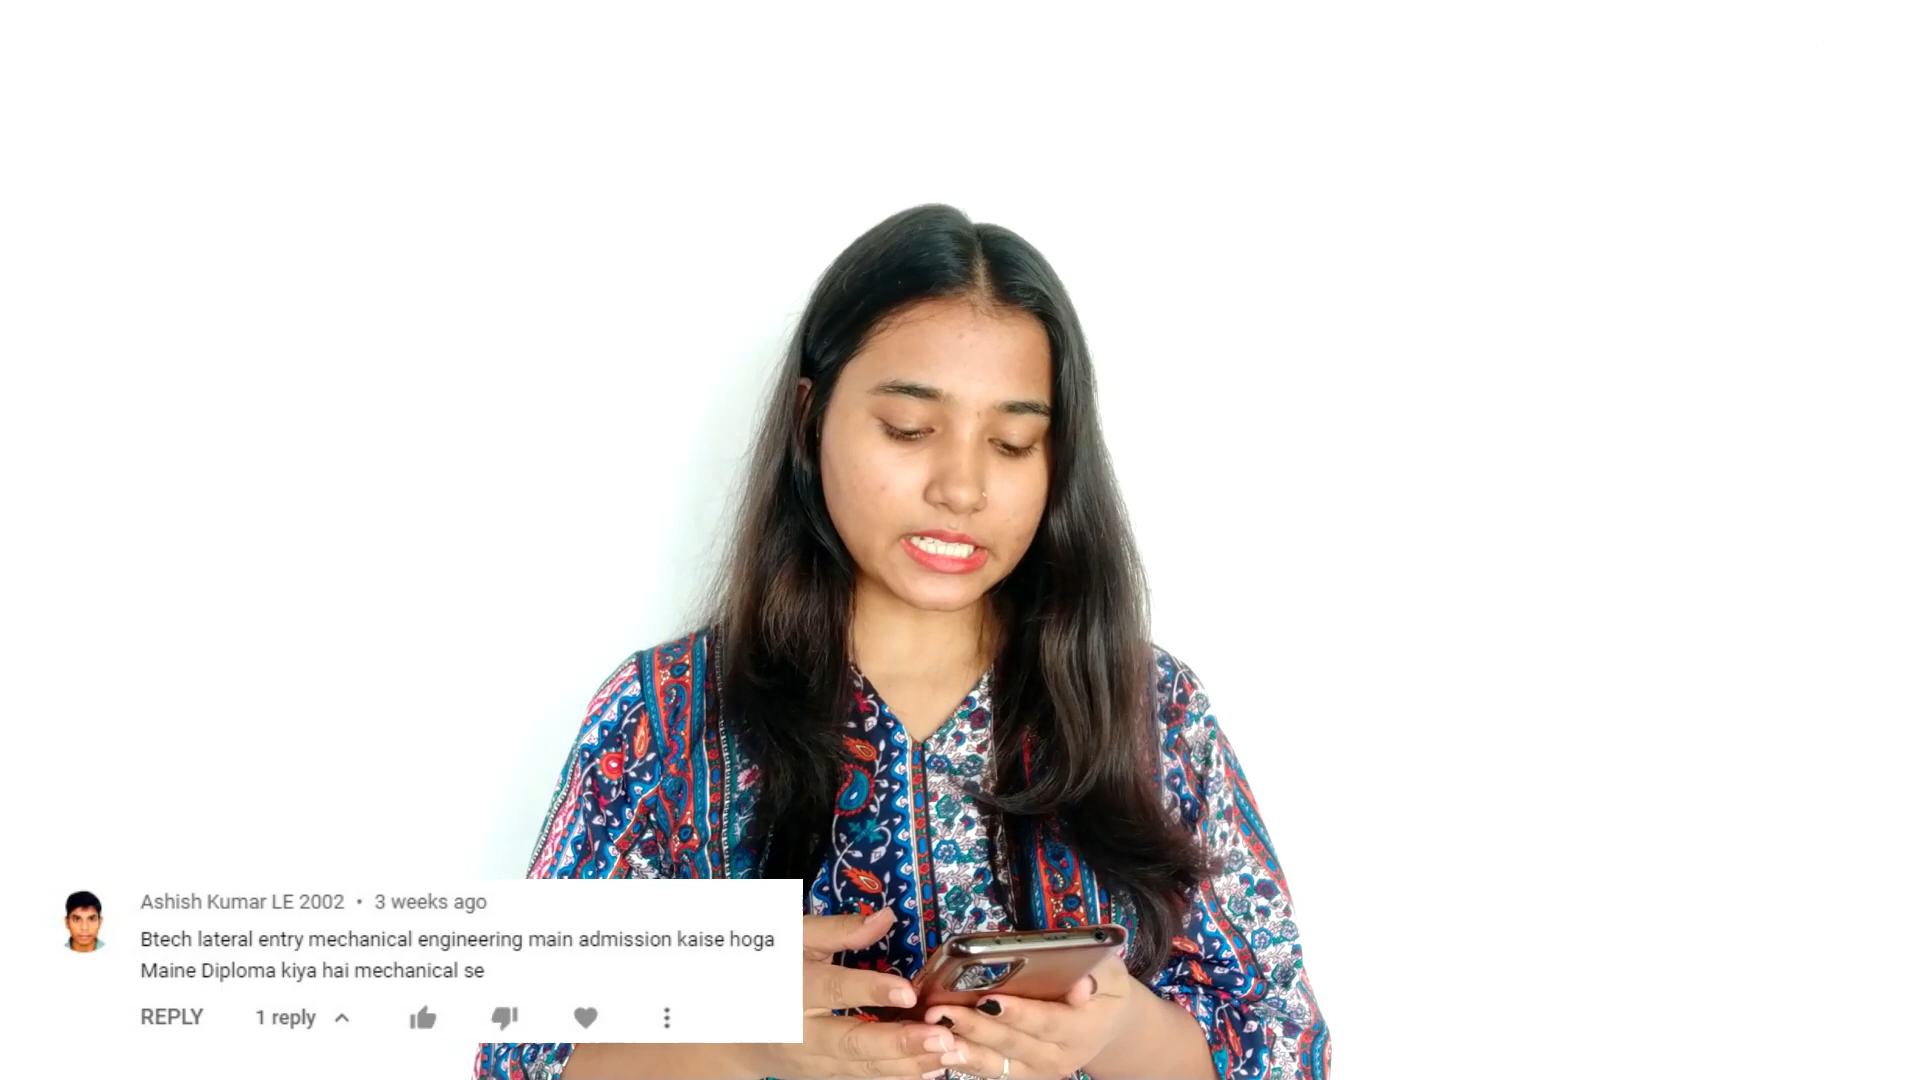 Ashish Kumar LE 2002 • 3 weeks ago
Btech lateral entry mechanical engineering main admission kaise hoga
Maine Diploma kiya hai mechanical se
REPLY 1 reply